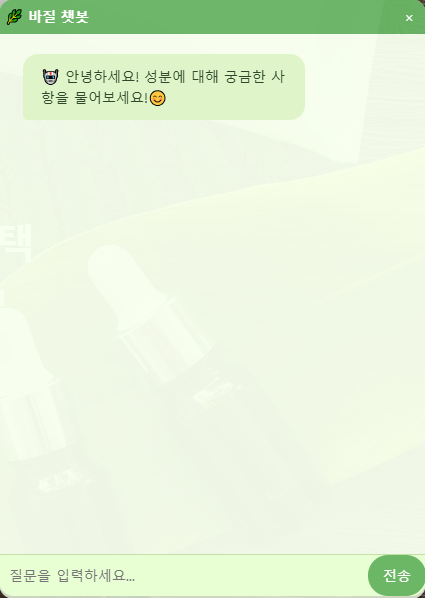 바질 챗봇 ×
안녕하세요! 성분에 대해 궁금한 사
항을 물어보세요!😊
택
질문을 입력하세요... 전송